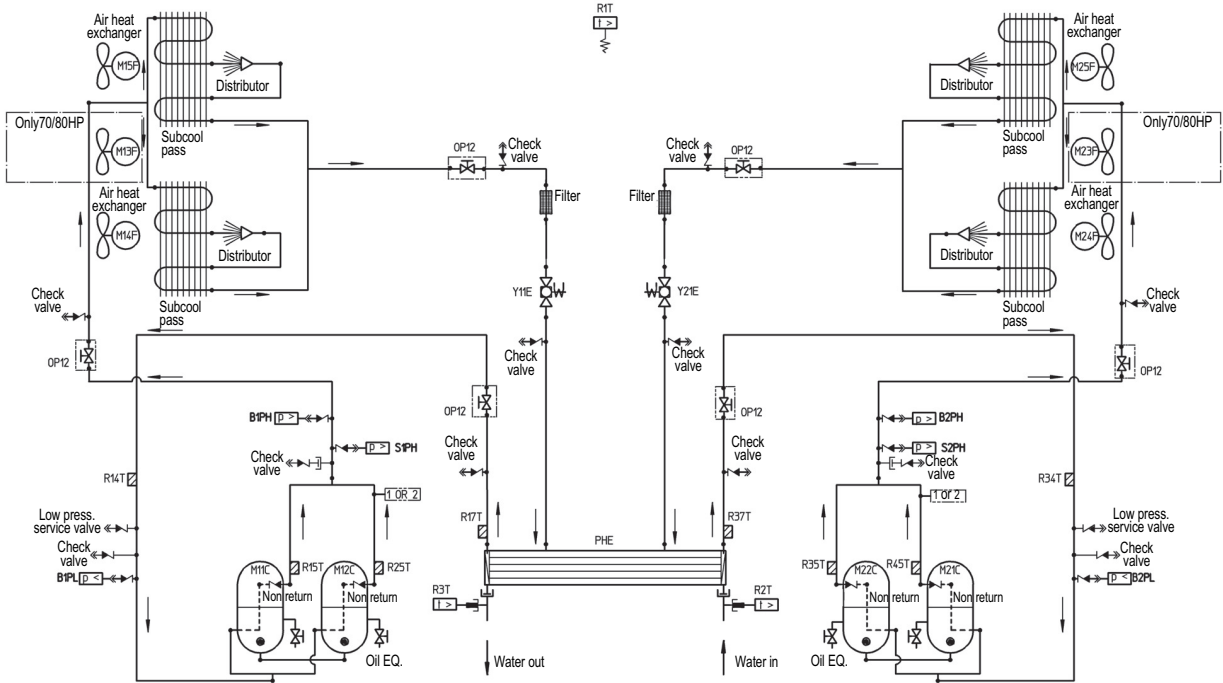 R1T
t >
Air heat
exchanger
M15F
Distributor
Subcool
pass
Only70/80HP
M13F
Air heat
exchanger
M14F
Distributor
Subcool
pass
Check
valve
OP12
OP12
Check
valve
Filter
Y11E
Check
valve
Air heat
exchanger
M25F
Distributor
Subcool
pass
Only70/80HP
M23F
Air heat
exchanger
M24F
Distributor
Subcool
pass
Check
valve
OP12
OP12
Check
valve
Filter
Y21E
Check
valve
B1PH
p >
p >
S1PH
Check
valve
R14T
1 OR 2
Low press.
service valve
Check
valve
B1PL
p <
OP12
Check
valve
R17T
M11C
R15T
Non return
M12C
R25T
Non return
Oil EQ.
PHE
R3T
t >
Water out
R2T
t >
Water in
OP12
Check
valve
R37T
p >
B2PH
p >
S2PH
Check
valve
R34T
1 or 2
Low press.
service valve
Check
valve
p <
B2PL
R35T
M22C
Non return
R45T
M21C
Non return
Oil EQ.